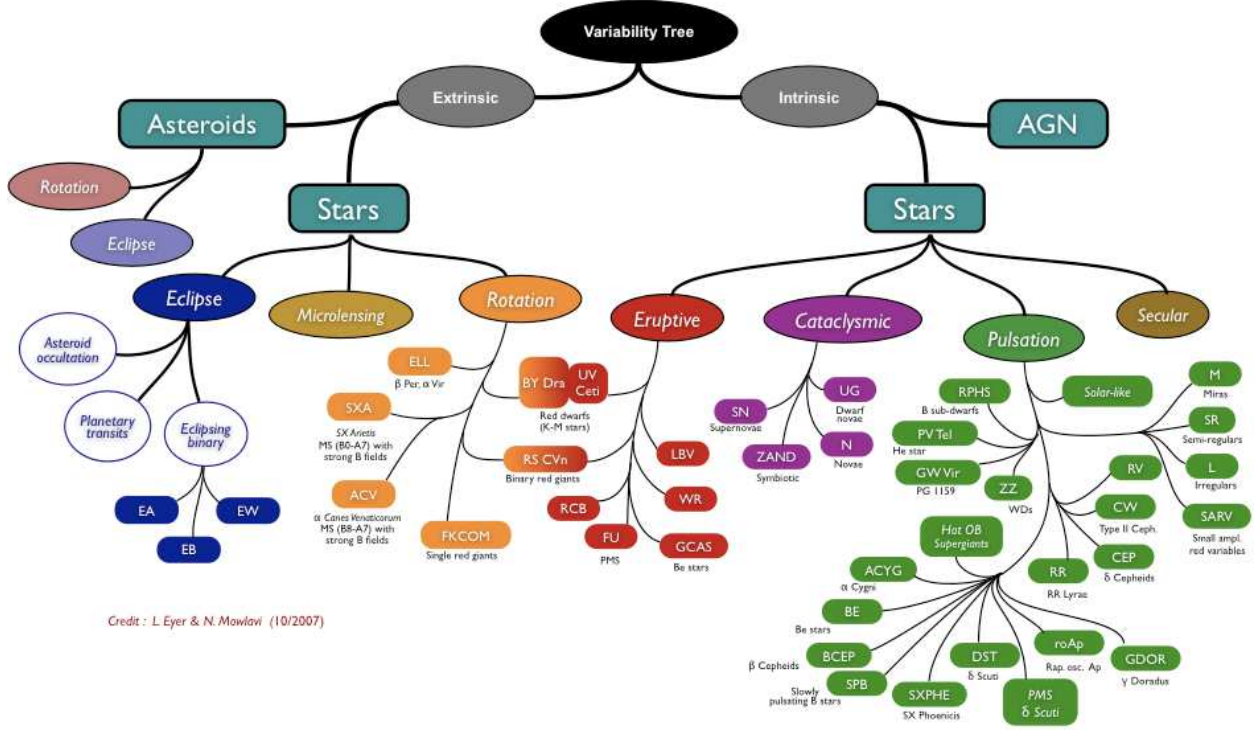 Variability Tree
Extrinsic
Intrinsic
Asteroids
AGN
Rotation
Eclipse
Stars
Stars
Eclipse
Microlensing
Rotation
Eruptive
Cataclysmic
Pulsation
Secular
Asteroid
occultation
Planetary
transits
Eclipsing
binary
EA
EB
EW
ELL
β Per, α Vir
SXA
SX Arietis
MS (B0-A7) with
strong B fields
ACV
α Canes Venaticorum
MS (B8-A7) with
strong B fields
BY Dra
UV
Ceti
Red dwarfs
(K-M stars)
RS CVn
Binary red giants
FKCOM
Single red giants
LBV
WR
RCB
FU
PMS
GCAS
Be stars
SN
Supernovae
UG
Dwarf
novae
ZAND
Symbiotic
N
Novae
RPHS
B sub-dwarfs
Solar-like
PV Tel
He star
GW Vir
PG 1159
ZZ
WDs
M
Miras
SR
Semi-regulars
L
Irregulars
SARV
Small ampl.
red variables
RV
CW
Type II Ceph.
CEP
δ Cepheids
RR
RR Lyrae
Hot OB
Supergiants
ACYG
α Cygni
BE
Be stars
BCEP
β Cepheids
SPB
Slowly
pulsating B stars
SXPHE
SX Phoenicis
DST
δ Scuti
PMS
δ Scuti
roAp
Rap. osc. Ap
GDOR
γ Doradus
Credit : L. Eyer & N. Mowlavi (10/2007)